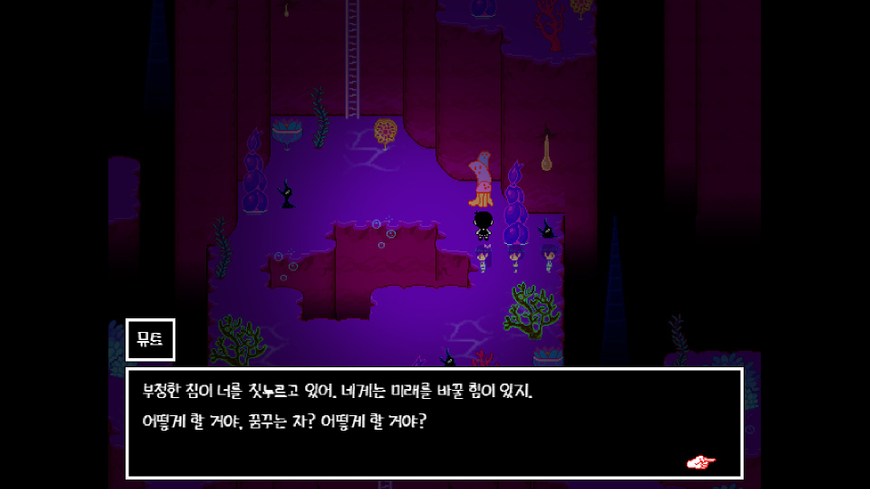 뮤트
부정한 침이 너를 짓누르고 있어. 네게는 미래를 바꿀 힘이 있지.
어떻게 할 거야, 꿈꾸는 자? 어떻게 할 거야?